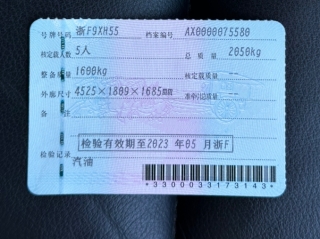 号牌号码 浙F9XH55 档案编号 AX0000075580
核定载人数 5人 总质量 2050kg
整备质量 1600kg 核定载质量 --
外廓尺寸 4525×1809×1685mm 准牵引总质量 --
备注
检验有效期至2023 年05 月浙F
检验记录
汽油
*3300033173143*